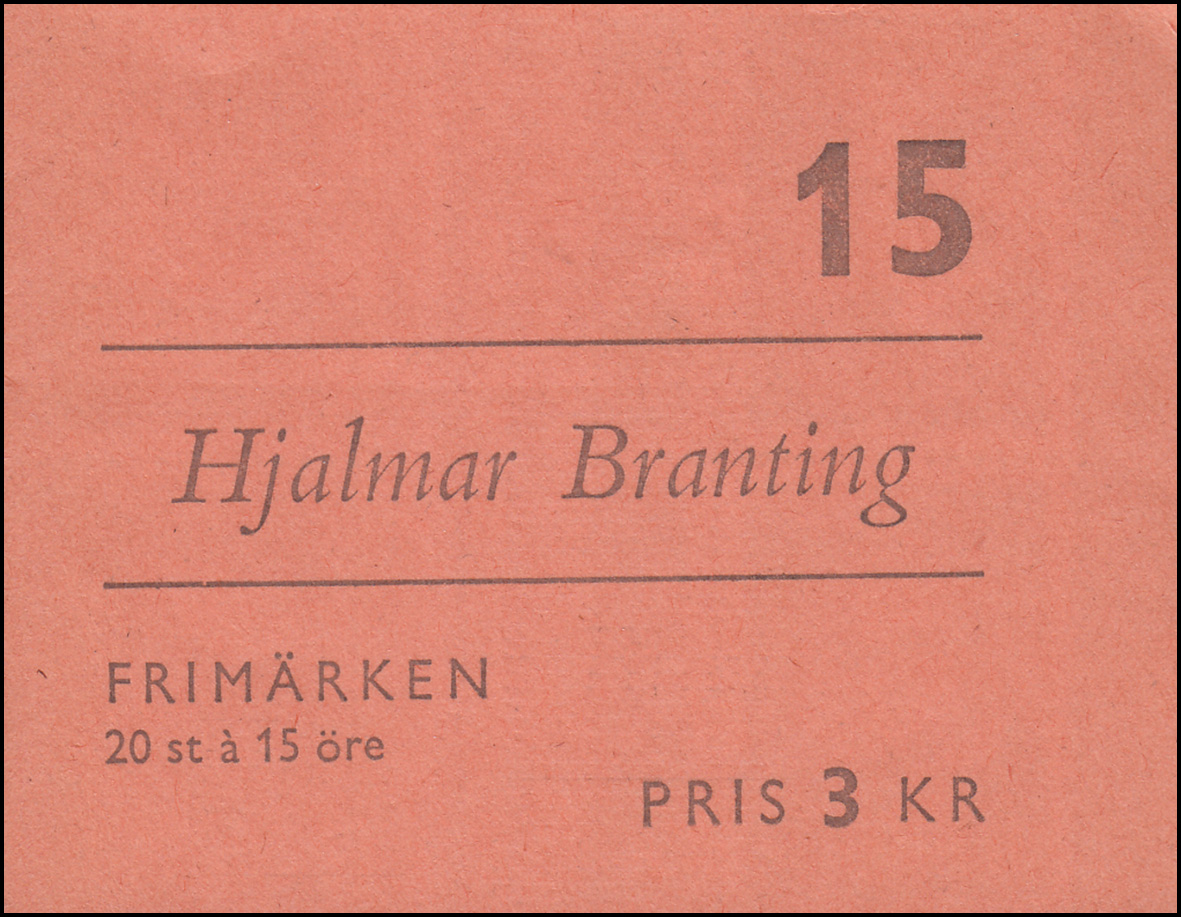 15
Hjalmar Branting
FRIMÄRKEN
20 st à 15 öre
PRIS 3 KR